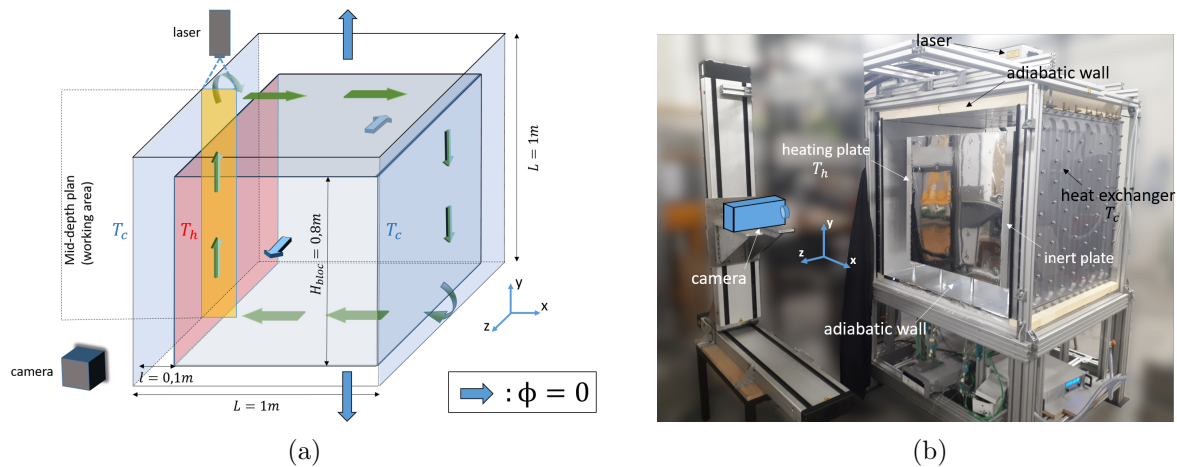 laser
Mid-depth plan
(working area)
T_c
T_h
T_c
H_bloc = 0,8m
L = 1m
y
x
z
camera
l = 0,1m
L = 1m
: ϕ = 0
(a)
laser
adiabatic wall
heating plate
T_h
heat exchanger
T_c
y
z
x
inert plate
camera
adiabatic wall
(b)